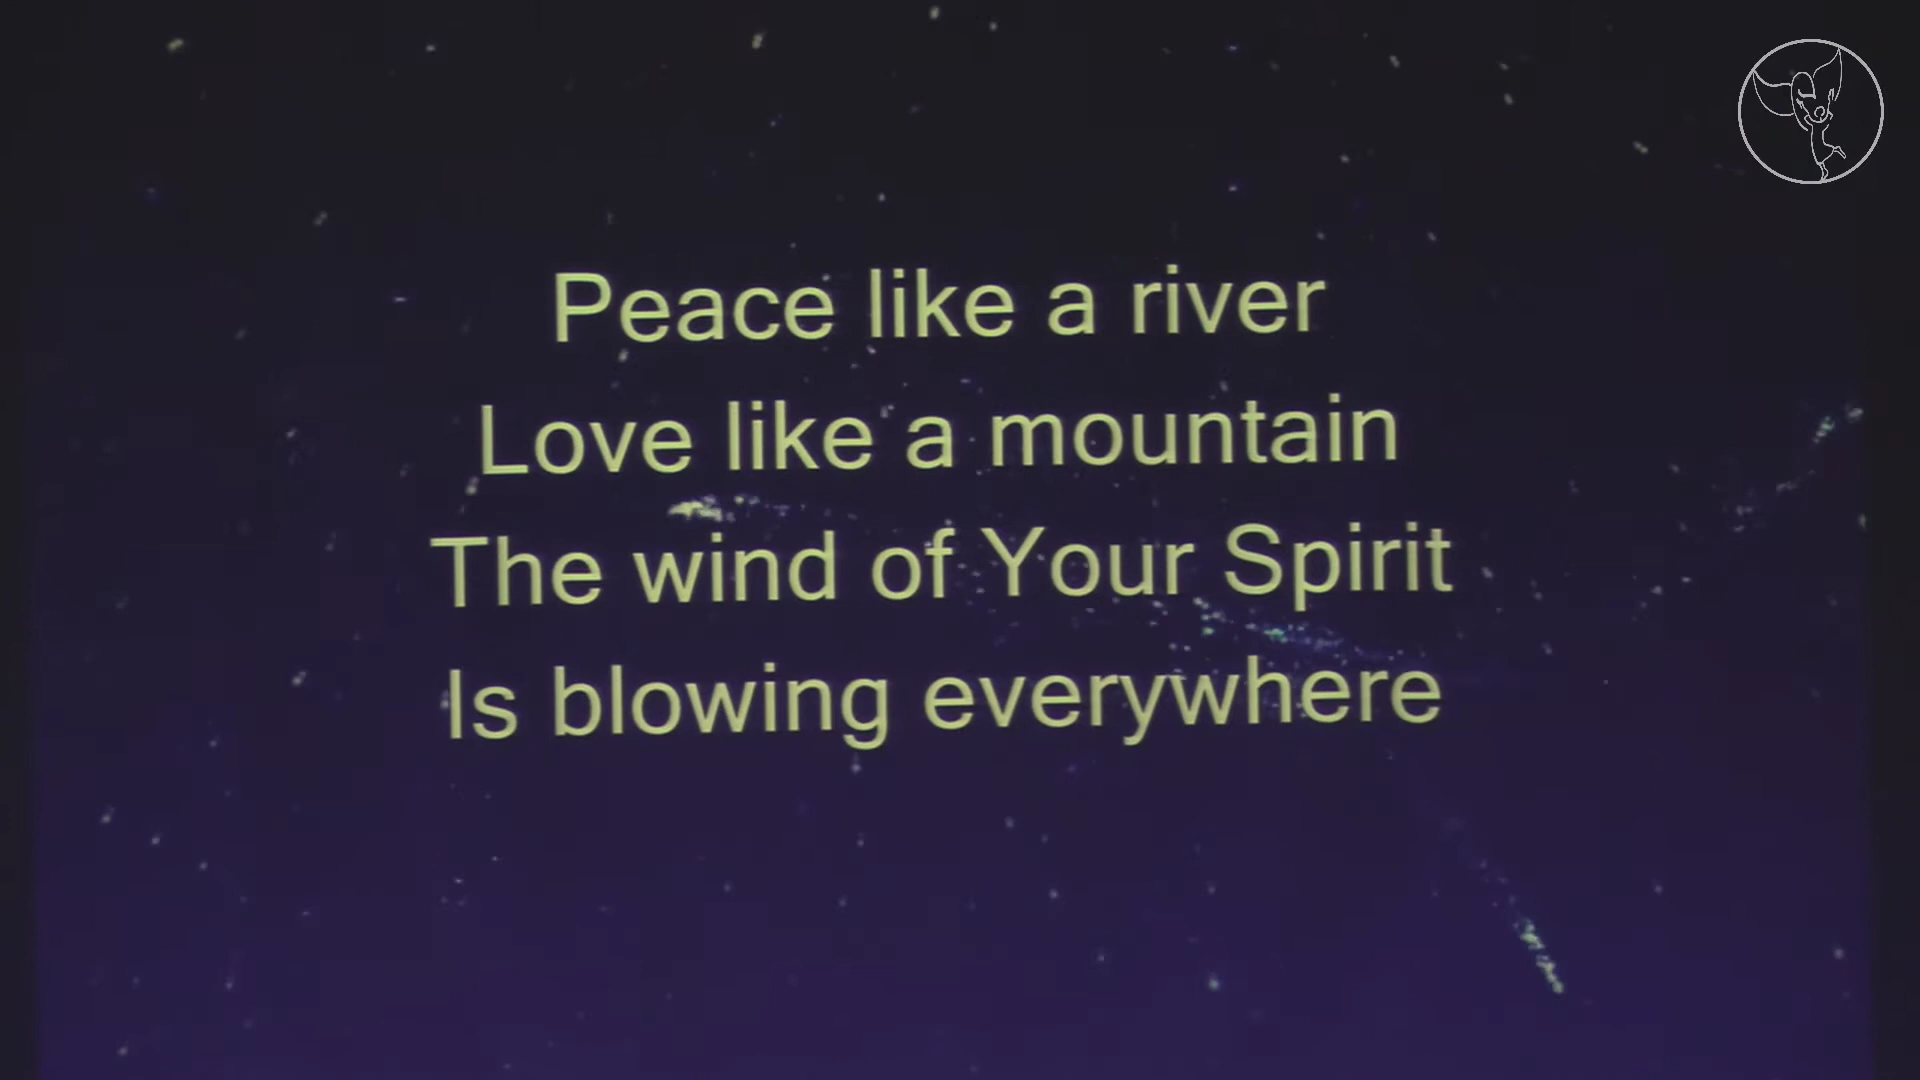 Peace like a river
Love like a mountain
The wind of Your Spirit
Is blowing everywhere